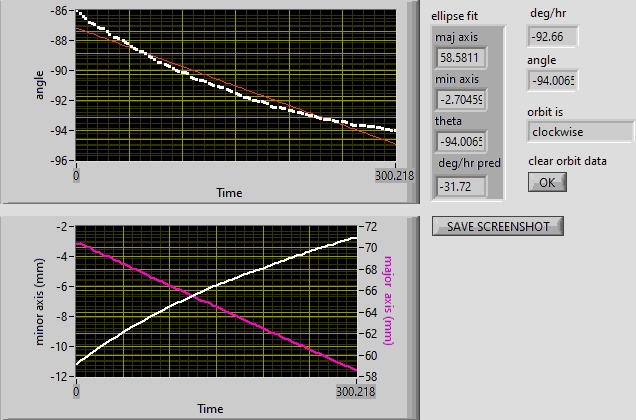 -86
-88
-90
-92
-94
-96
angle
0
300.218
Time
ellipse fit
maj axis
58.5811
min axis
-2.70459
theta
-94.0065
deg/hr pred
-31.72
deg/hr
-92.66
angle
-94.0065
orbit is
clockwise
clear orbit data
OK
SAVE SCREENSHOT
-2
-4
-6
-8
-10
-12
minor axis (mm)
72
70
68
66
64
62
60
58
major axis (mm)
0
300.218
Time